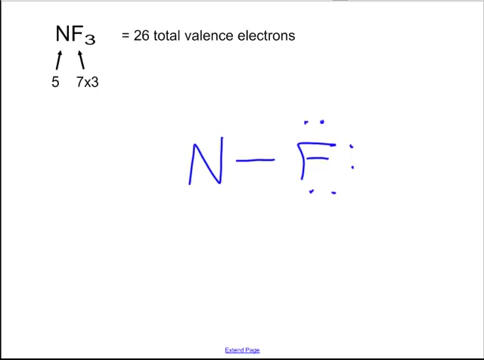 NF₃ = 26 total valence electrons
5 7x3
N — F
Extend Page